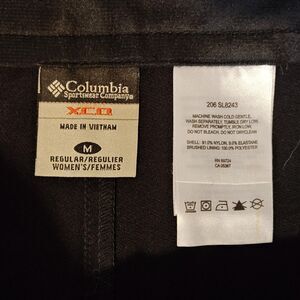 Columbia
Sportswear Company
XCO
MADE IN VIETNAM
M
REGULAR/REGULIER
WOMEN'S/FEMMES
206 SL8243
MACHINE WASH COLD GENTLE,
WASH SEPARATELY, TUMBLE DRY LOW,
REMOVE PROMPTLY, IRON LOW,
DO NOT BLEACH, DO NOT DRYCLEAN
SHELL: 91.0% NYLON, 9.0% ELASTANE
BRUSHED LINING: 100.0% POLYESTER
RN 69724
CA 05367